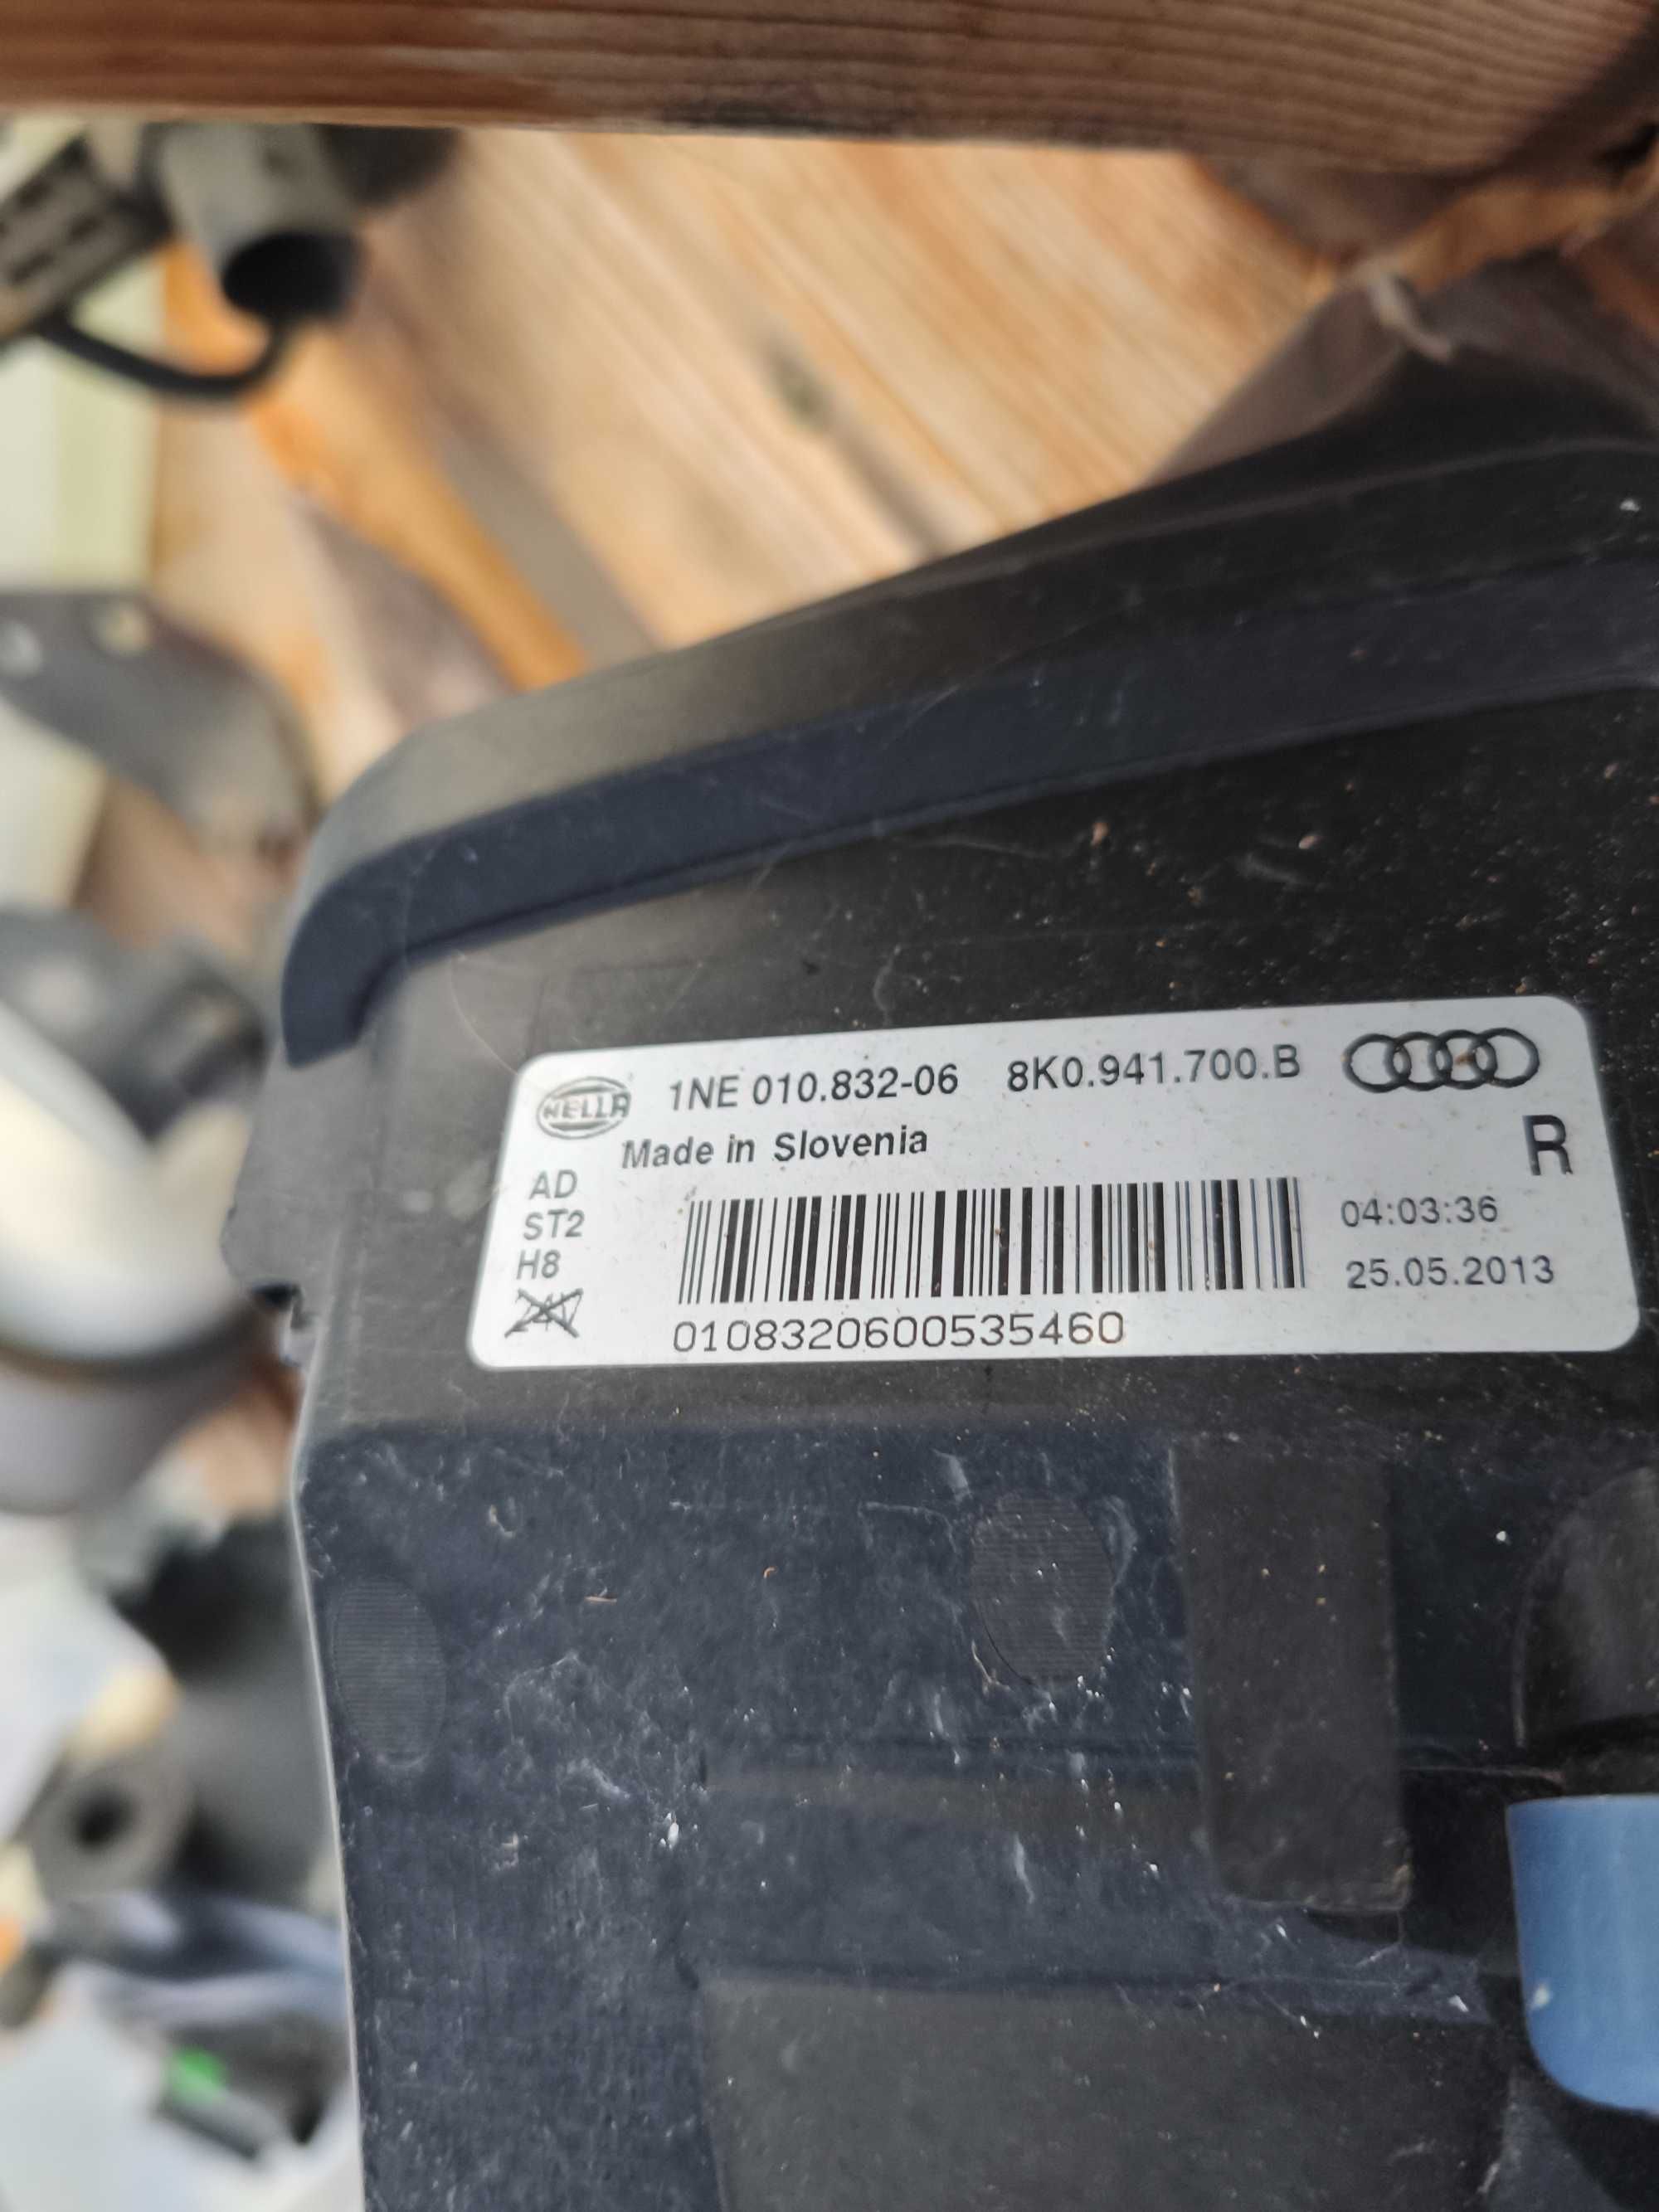 HELLA 1NE 010.832-06 8K0.941.700.B
Made in Slovenia R
AD
ST2
H8
24V
04:03:36
25.05.2013
0108320600535460